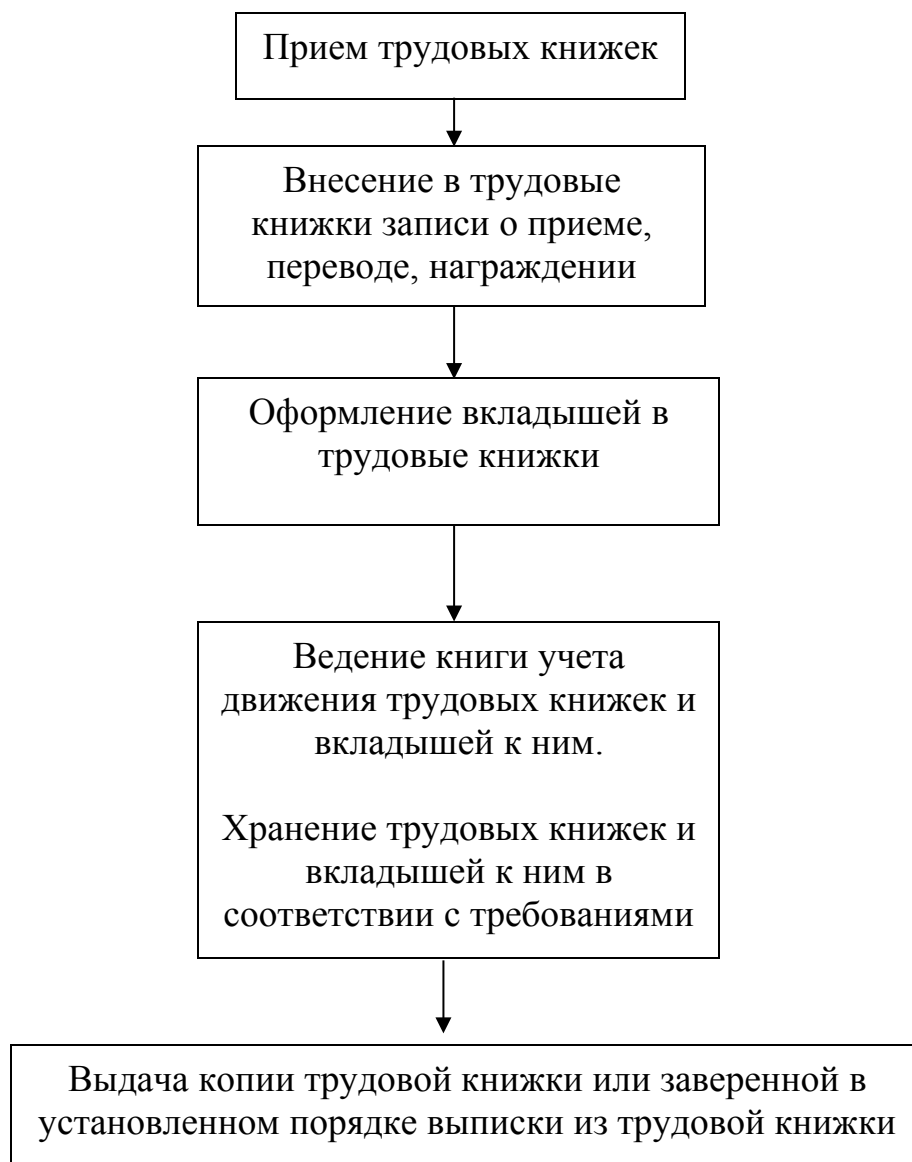 Прием трудовых книжек
Внесение в трудовые
книжки записи о приеме,
переводе, награждении
Оформление вкладышей в
трудовые книжки
Ведение книги учета
движения трудовых книжек и
вкладышей к ним.
Хранение трудовых книжек и
вкладышей к ним в
соответствии с требованиями
Выдача копии трудовой книжки или заверенной в
установленном порядке выписки из трудовой книжки